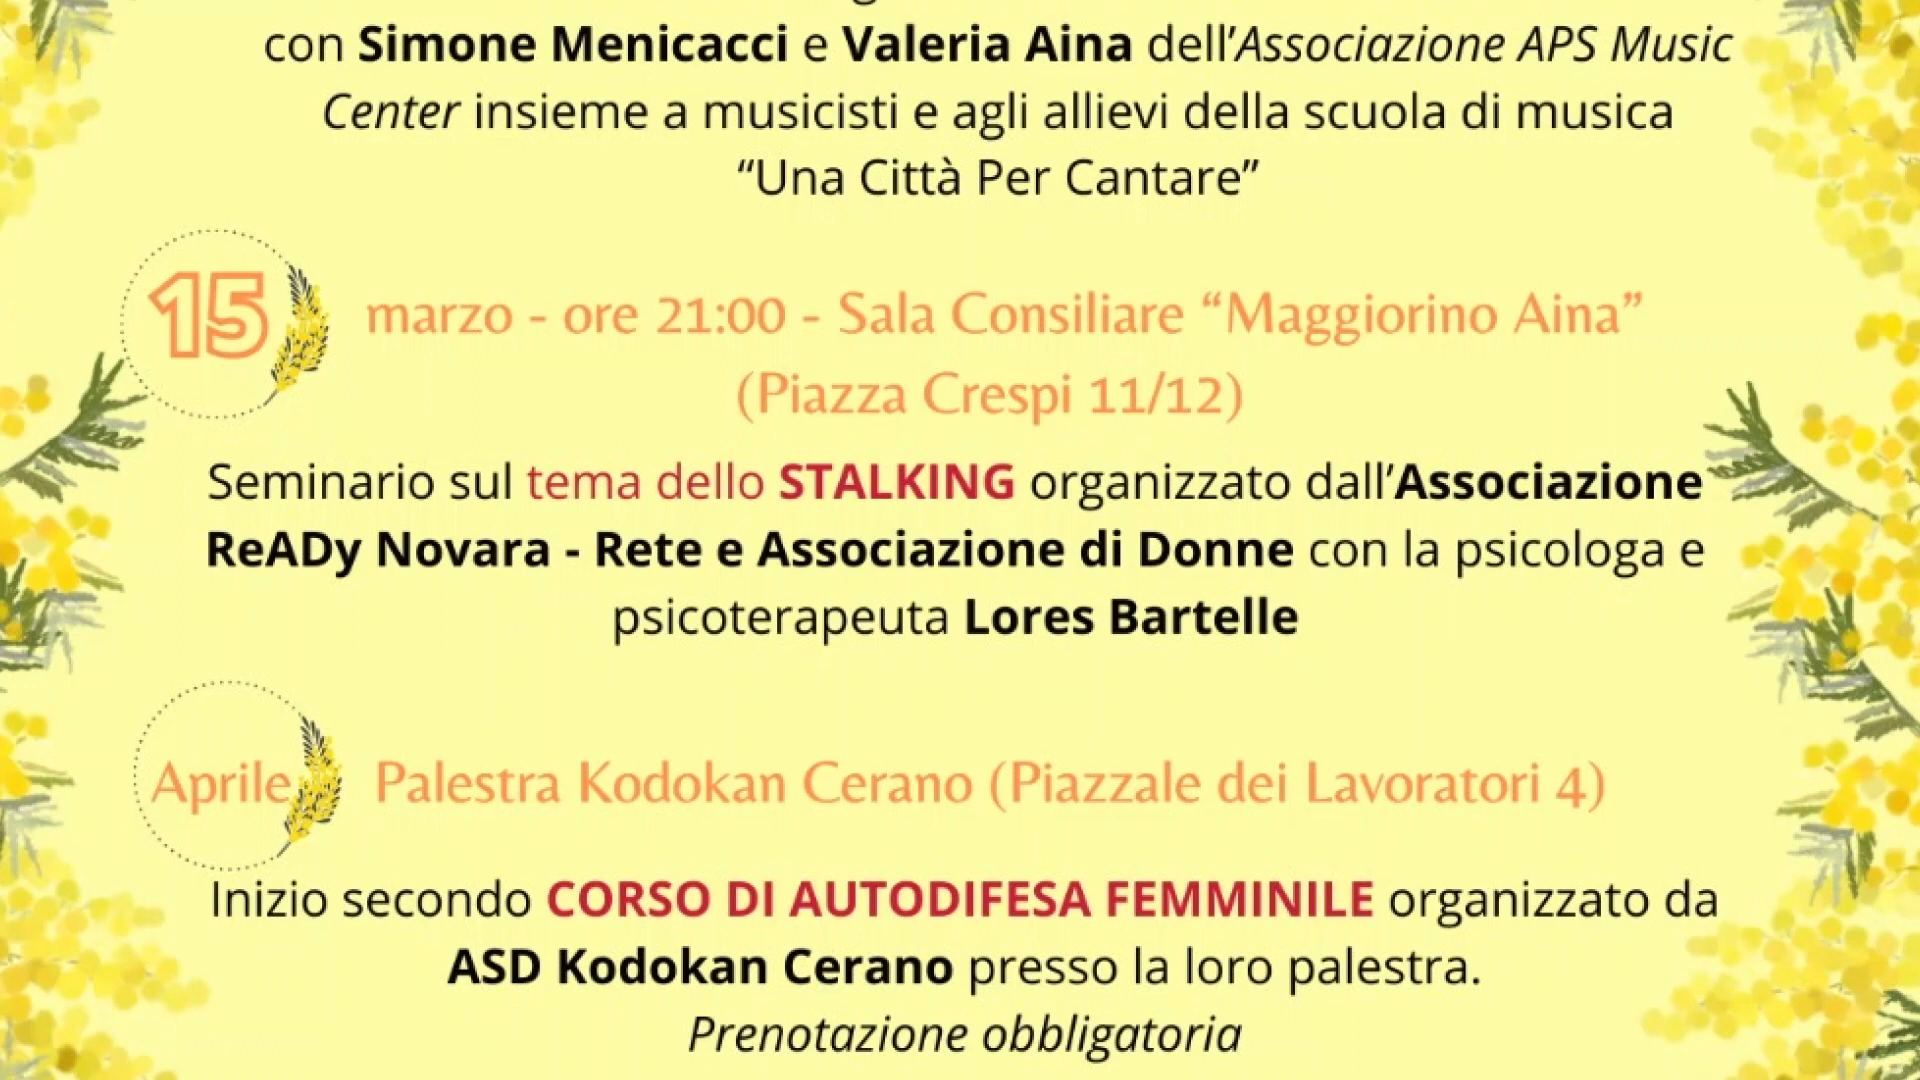 con Simone Menicacci e Valeria Aina dell'Associazione APS Music
Center insieme a musicisti e agli allievi della scuola di musica
“Una Città Per Cantare”
15 marzo - ore 21:00 - Sala Consiliare “Maggiorino Aina”
(Piazza Crespi 11/12)
Seminario sul tema dello STALKING organizzato dall'Associazione
ReADy Novara - Rete e Associazione di Donne con la psicologa e
psicoterapeuta Lores Bartelle
Aprile Palestra Kodokan Cerano (Piazzale dei Lavoratori 4)
Inizio secondo CORSO DI AUTODIFESA FEMMINILE organizzato da
ASD Kodokan Cerano presso la loro palestra.
Prenotazione obbligatoria